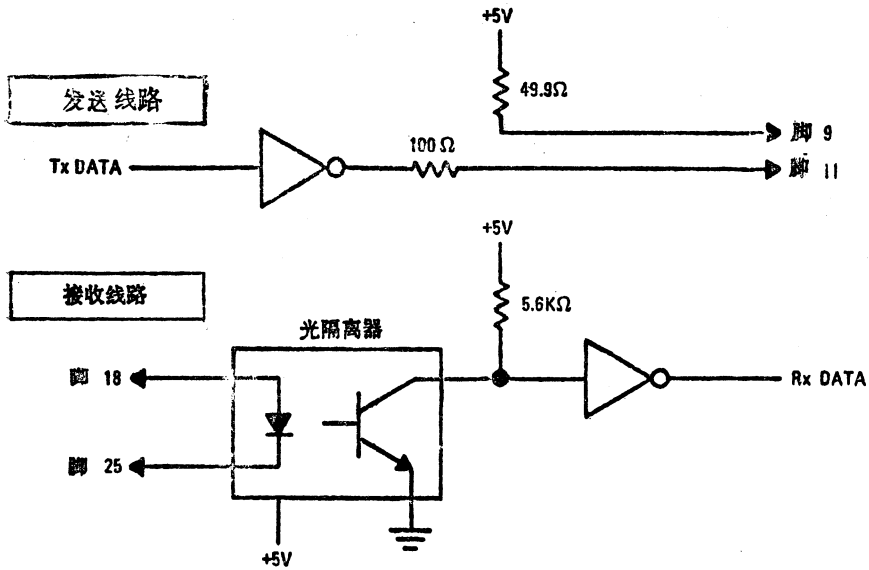 +5V
发送线路
49.9Ω
100Ω
脚 9
Tx DATA
脚 11
+5V
接收线路
5.6KΩ
光隔离器
脚 18
Rx DATA
脚 25
+5V